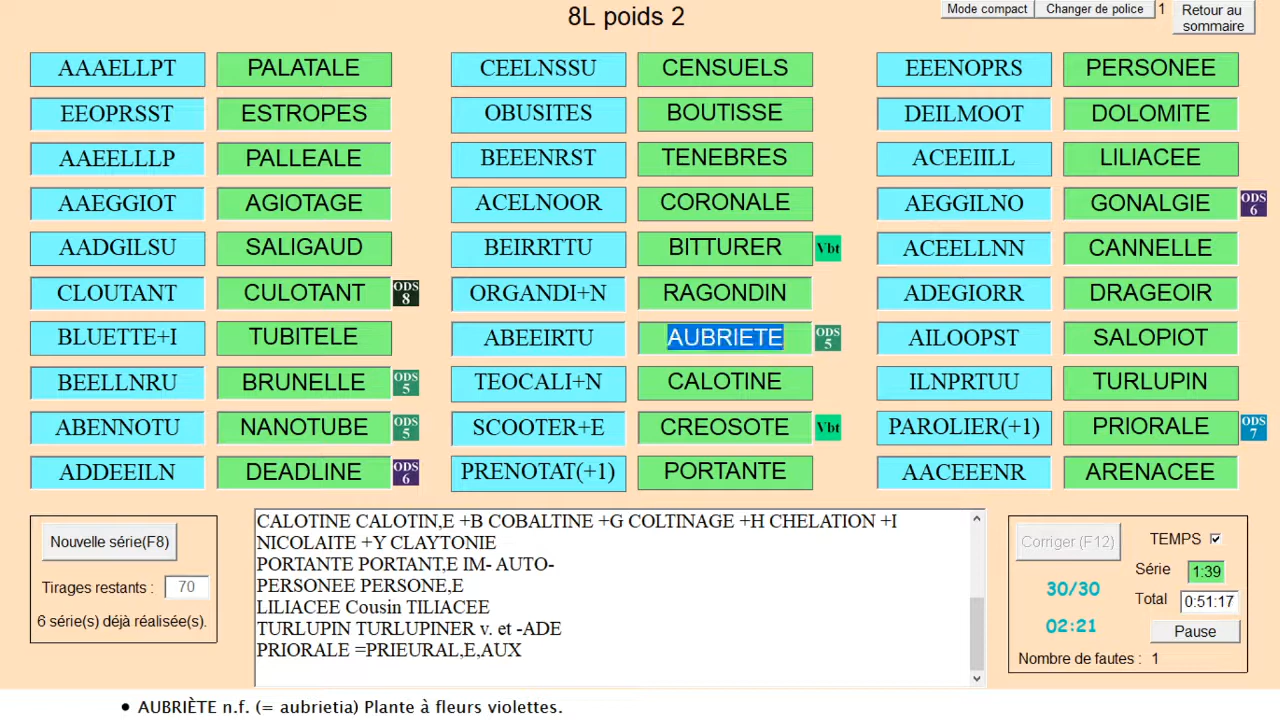 8L poids 2
Mode compact
Changer de police
1
Retour au
sommaire
AAAELLPT PALATALE CEELNSSU CENSUELS EEENOPRS PERSONEE
EEOPRSST ESTROPES OBUSITES BOUTISSE DEILMOOT DOLOMITE
AAEELLLP PALLEALE BEEENRST TENEBRES ACEEIILL LILIACEE
AAEGGIOT AGIOTAGE ACELNOOR CORONALE AEGGILNO GONALGIE ODS 6
AADGILSU SALIGAUD BEIRRTTU BITTURER Vbt ACEELLNN CANNELLE
CLOUTANT CULOTANT ODS 8 ORGANDI+N RAGONDIN ADEGIORR DRAGEOIR
BLUETTE+I TUBITELE ABEEIRTU AUBRIETE ODS 5 AILOOPST SALOPIOT
BEELLNRU BRUNELLE ODS 5 TEOCALI+N CALOTINE ILNPRTUU TURLUPIN
ABENNOTU NANOTUBE ODS 5 SCOOTER+E CREOSOTE Vbt PAROLIER(+1) PRIORALE ODS 7
ADDEEILN DEADLINE ODS 6 PRENOTAT(+1) PORTANTE AACEEENR ARENACEE
Nouvelle série(F8)
Tirages restants : 70
6 série(s) déjà réalisée(s).
CALOTINE CALOTIN,E +B COBALTINE +G COLTINAGE +H CHELATION +I
NICOLAITE +Y CLAYTONIE
PORTANTE PORTANT,E IM- AUTO-
PERSONEE PERSONE,E
LILIACEE Cousin TILIACEE
TURLUPIN TURLUPINER v. et -ADE
PRIORALE =PRIEURAL,E,AUX
Corriger (F12)
TEMPS
Série 1:39
30/30
Total 0:51:17
02:21
Pause
Nombre de fautes : 1
• AUBRIÈTE n.f. (= aubrietia) Plante à fleurs violettes.